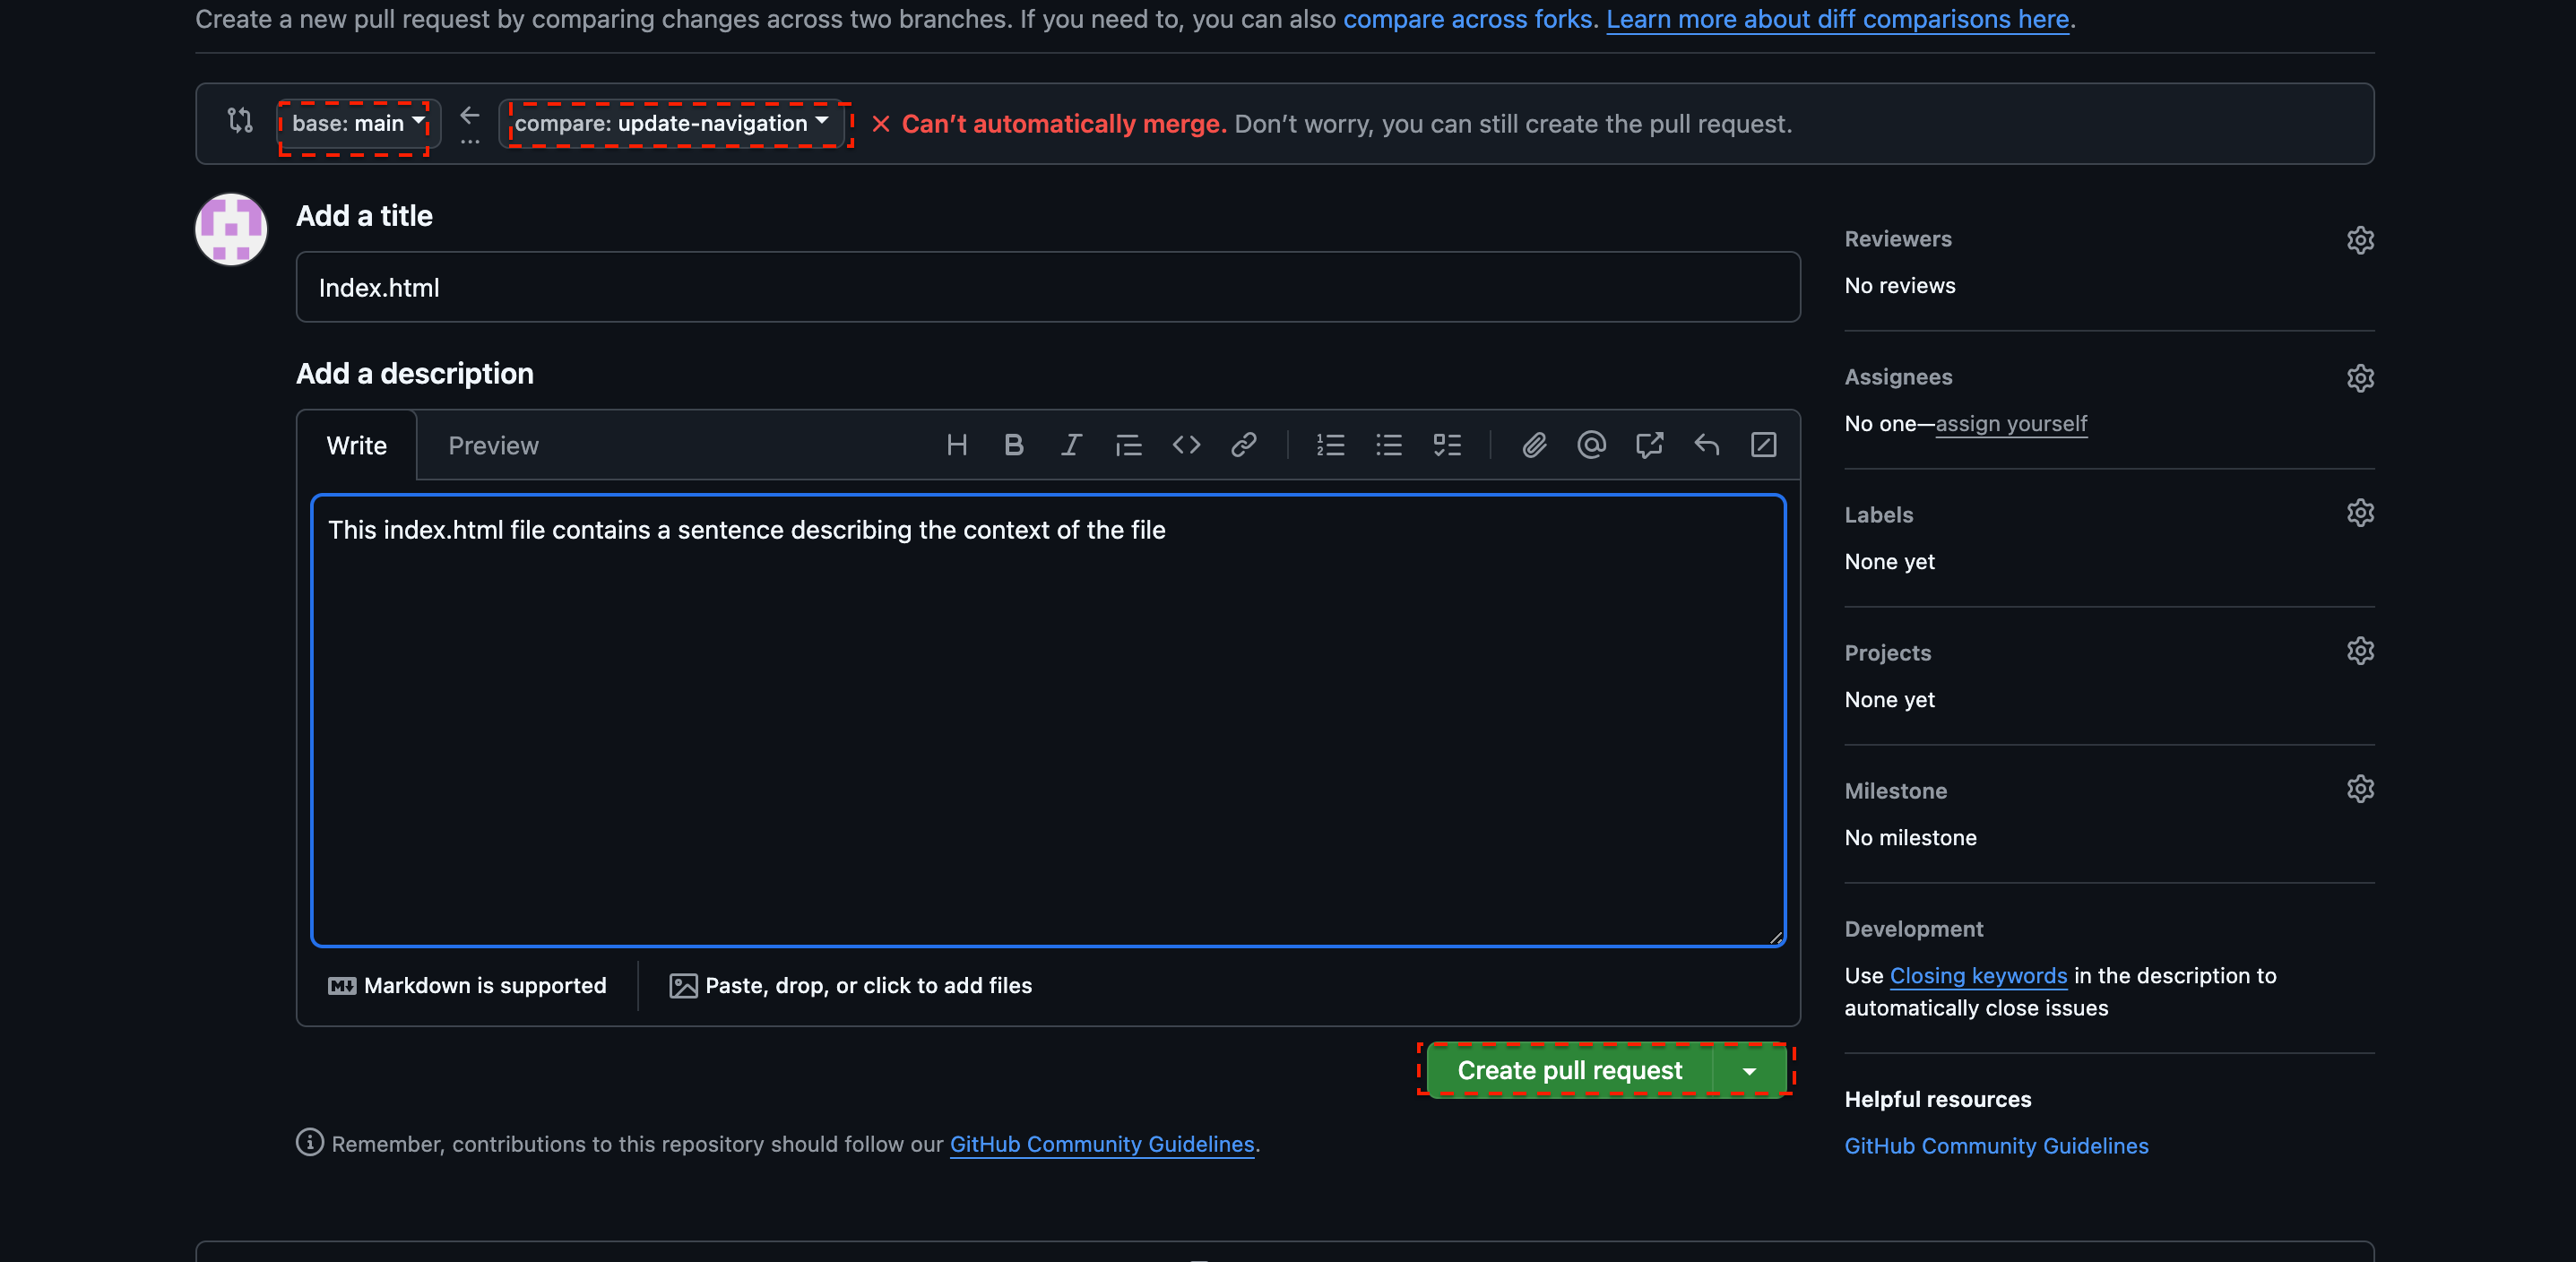 Create a new pull request by comparing changes across two branches. If you need to, you can also compare across forks. Learn more about diff comparisons here.
base: main
compare: update-navigation
Can’t automatically merge. Don’t worry, you can still create the pull request.
Add a title
Index.html
Add a description
Write
Preview
This index.html file contains a sentence describing the context of the file
Markdown is supported
Paste, drop, or click to add files
Create pull request
Remember, contributions to this repository should follow our GitHub Community Guidelines.
Reviewers
No reviews
Assignees
No one—assign yourself
Labels
None yet
Projects
None yet
Milestone
No milestone
Development
Use Closing keywords in the description to
automatically close issues
Helpful resources
GitHub Community Guidelines